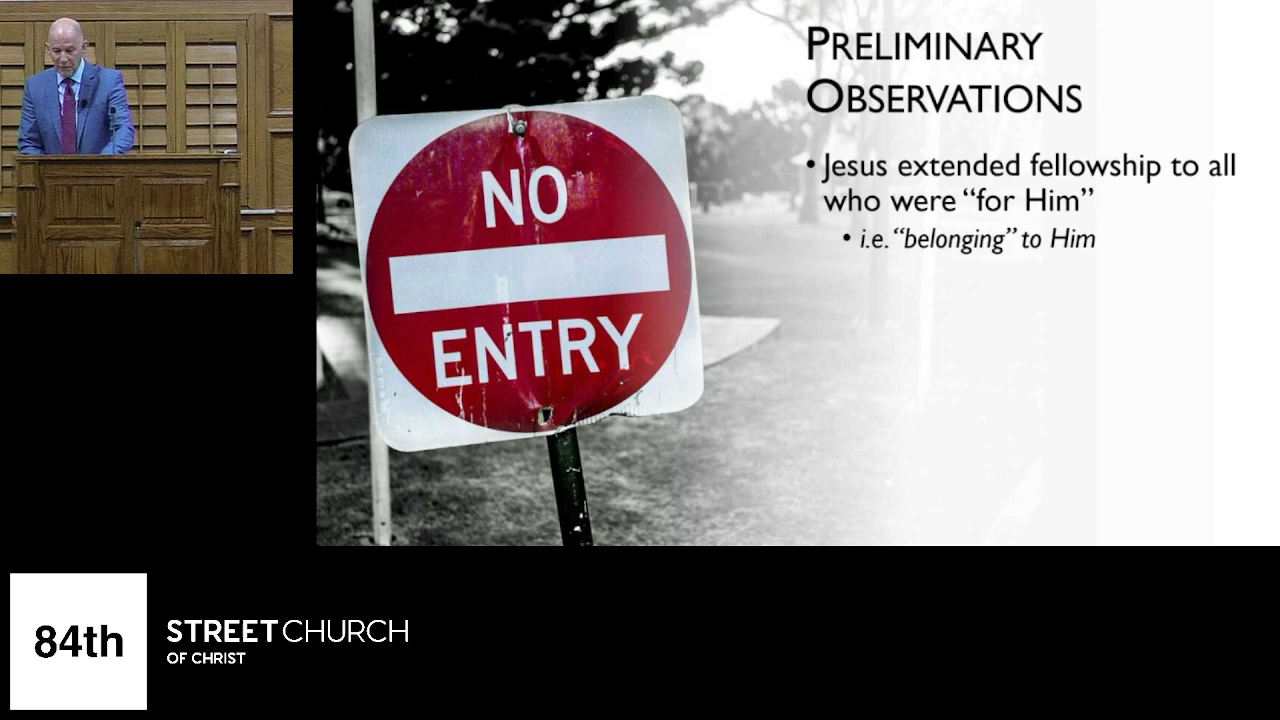 NO
ENTRY
PRELIMINARY
OBSERVATIONS
• Jesus extended fellowship to all
who were “for Him”
• i.e. “belonging” to Him
84th
STREET CHURCH
OF CHRIST